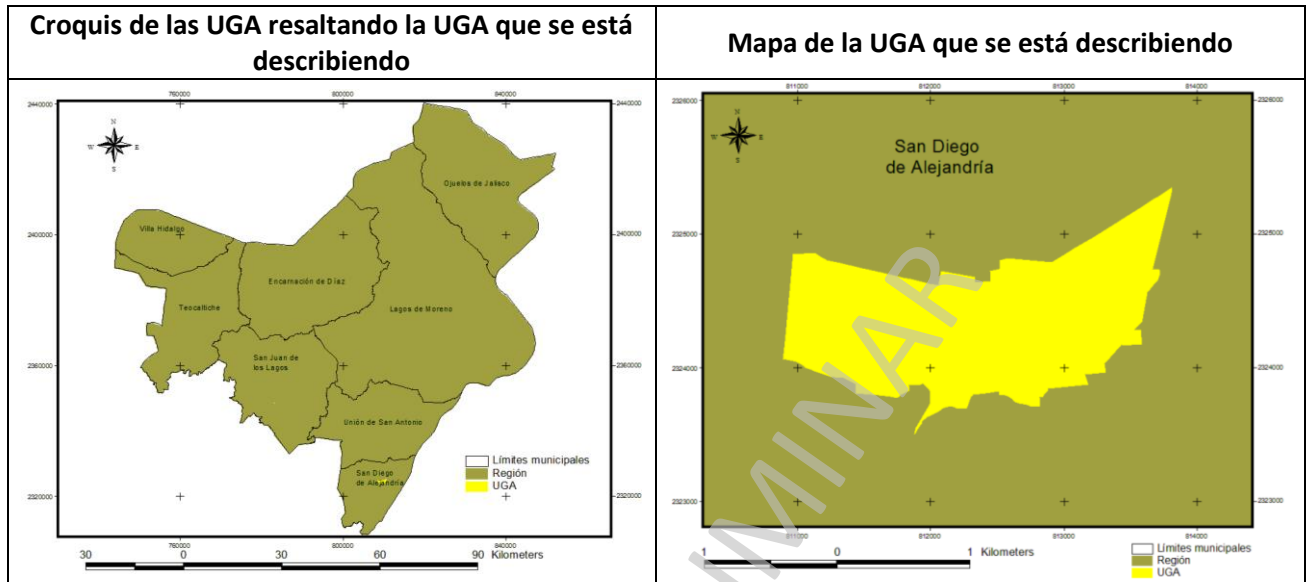 Croquis de las UGA resaltando la UGA que se está
describiendo
Mapa de la UGA que se está describiendo
760000
800000
840000
2440000
2440000
N
W
E
S
Ojuelos de Jalisco
Villa Hidalgo
2400000
2400000
Encarnación de Díaz
Teocaltiche
Lagos de Moreno
San Juan de
los Lagos
2360000
2360000
Unión de San Antonio
San Diego
de Alejandría
Límites municipales
Región
UGA
2320000
2320000
760000
800000
840000
30
0
30
60
90
Kilometers
811000
812000
813000
814000
2326000
2326000
N
W
E
S
San Diego
de Alejandría
2325000
2325000
2324000
2324000
2323000
2323000
811000
812000
813000
814000
1
0
1
Kilometers
Límites municipales
Región
UGA
MINAR